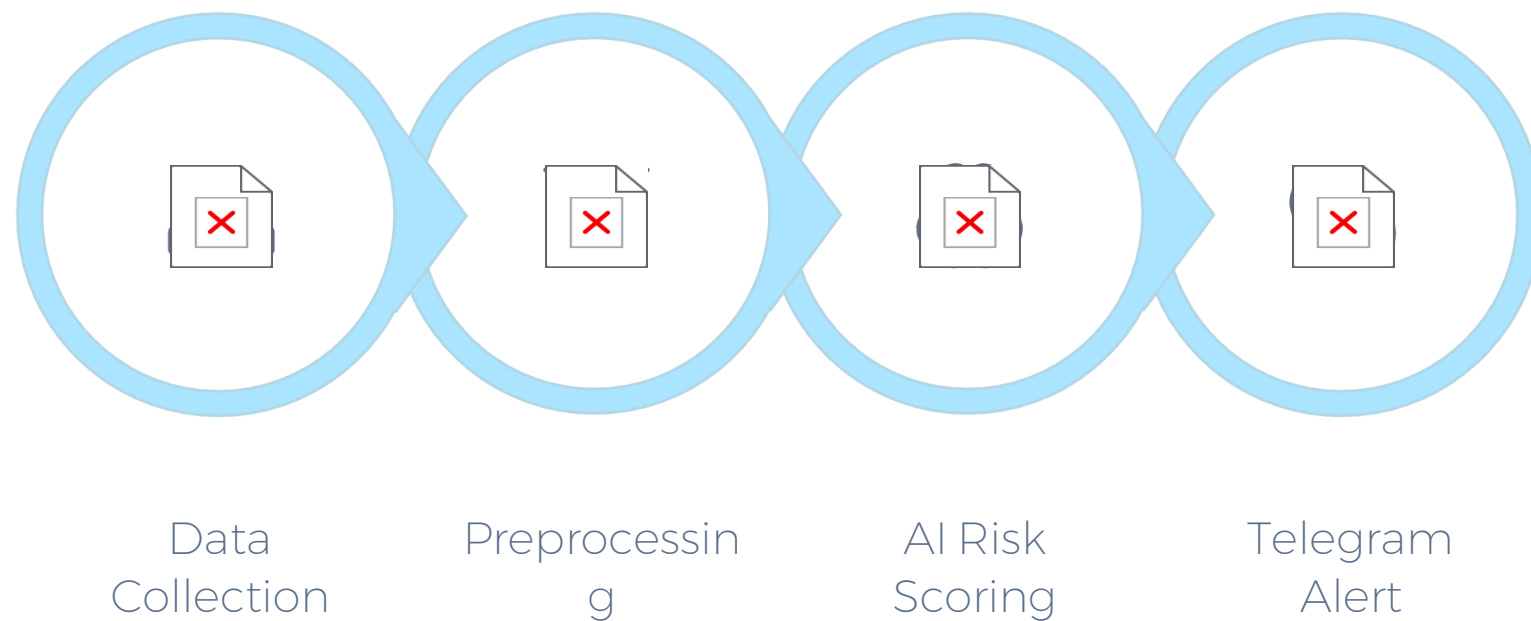 Data
Collection
Preprocessin
g
AI Risk
Scoring
Telegram
Alert